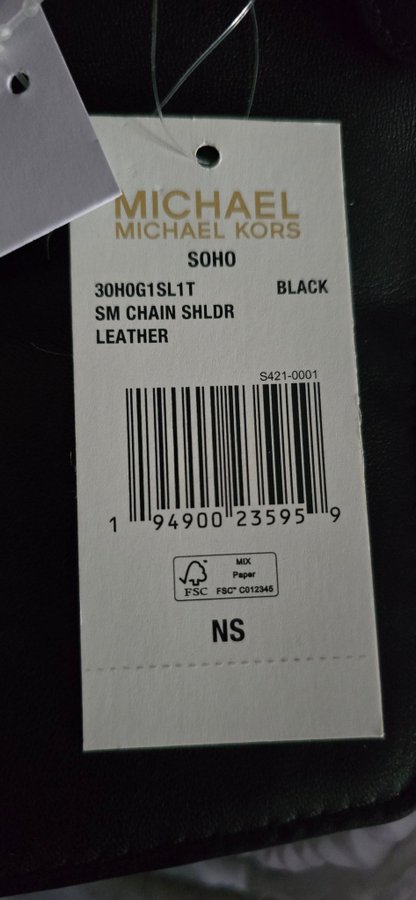 MICHAEL
MICHAEL KORS
SOHO
30H0G1SL1T BLACK
SM CHAIN SHLDR
LEATHER
S421-0001
1 94900 23595 9
FSC™
MIX
Paper
FSC™ C012345
NS